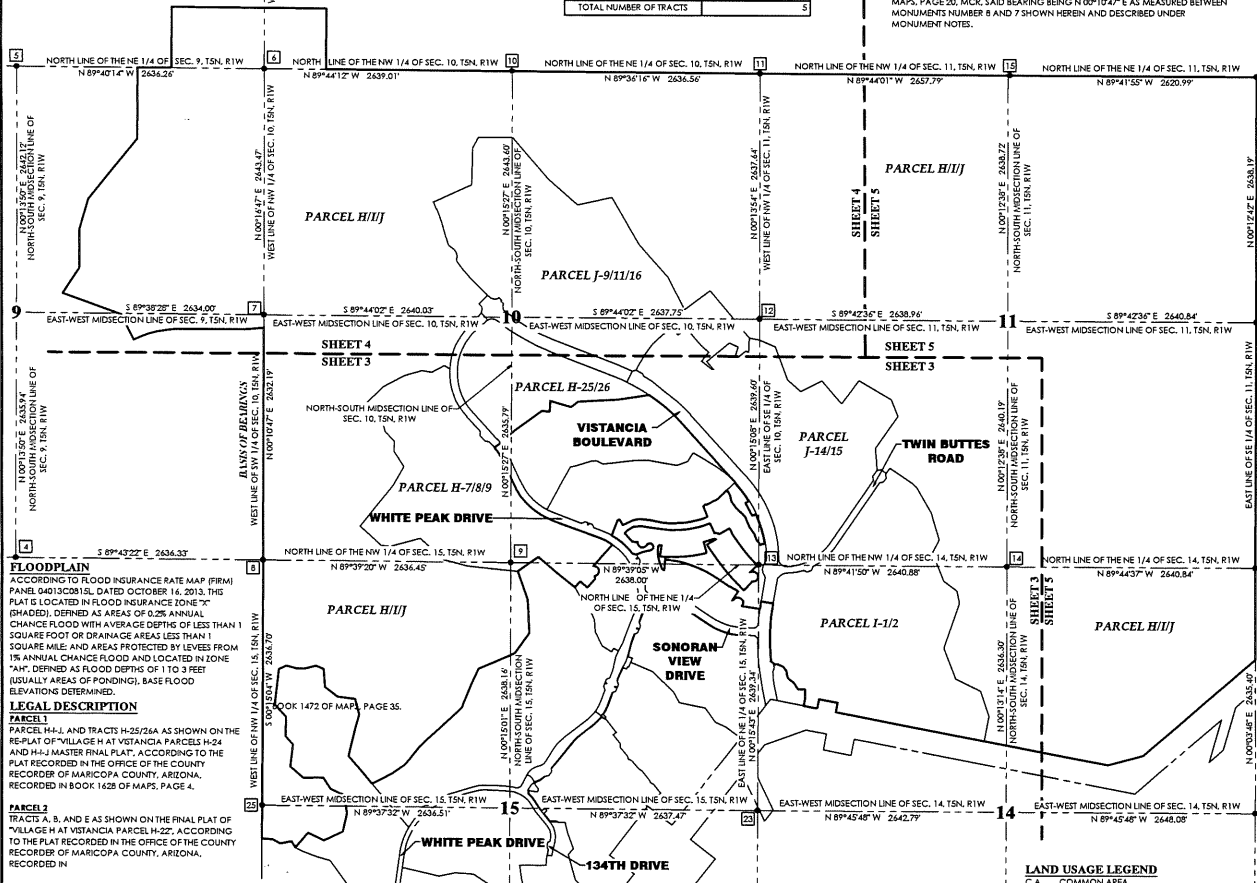 TOTAL NUMBER OF TRACTS 5
MAPS, PAGE 20, MCR, SAID BEARING BEING N 00°10'47" E AS MEASURED BETWEEN
MONUMENTS NUMBER 8 AND 7 SHOWN HEREIN AND DESCRIBED UNDER
MONUMENT NOTES.
5
NORTH LINE OF THE NE 1/4 OF SEC. 9, T5N, R1W
N 89°40'14" W 2636.26'
6
NORTH LINE OF THE NW 1/4 OF SEC. 10, T5N, R1W
N 89°44'12" W 2639.01'
10
NORTH LINE OF THE NE 1/4 OF SEC. 10, T5N, R1W
N 89°36'16" W 2636.56'
11
NORTH LINE OF THE NW 1/4 OF SEC. 11, T5N, R1W
N 89°44'01" W 2657.79'
15
NORTH LINE OF THE NE 1/4 OF SEC. 11, T5N, R1W
N 89°41'55" W 2620.99'
N 00°13'50" E 2642.12'
NORTH-SOUTH MIDSECTION LINE OF
SEC. 9, T5N, R1W
N 00°16'47" E 2643.47'
WEST LINE OF NW 1/4 OF SEC. 10, T5N, R1W
N 00°15'27" E 2643.60'
NORTH-SOUTH MIDSECTION LINE OF
SEC. 10, T5N, R1W
N 00°13'54" E 2637.64'
WEST LINE OF NW 1/4 OF SEC. 11, T5N, R1W
SHEET 4
SHEET 5
N 00°12'38" E 2638.72'
NORTH-SOUTH MIDSECTION LINE OF
SEC. 11, T5N, R1W
N 00°12'42" E 2638.19'
PARCEL H/I/J
PARCEL H/I/J
PARCEL J-9/11/16
9
S 89°38'28" E 2634.00'
EAST-WEST MIDSECTION LINE OF SEC. 9, T5N, R1W
7
S 89°44'02" E 2640.03'
EAST-WEST MIDSECTION LINE OF SEC. 10, T5N, R1W
10
S 89°44'02" E 2637.75'
EAST-WEST MIDSECTION LINE OF SEC. 10, T5N, R1W
12
S 89°42'36" E 2638.96'
EAST-WEST MIDSECTION LINE OF SEC. 11, T5N, R1W
11
S 89°42'36" E 2640.84'
EAST-WEST MIDSECTION LINE OF SEC. 11, T5N, R1W
SHEET 4
SHEET 3
SHEET 5
SHEET 3
N 00°13'50" E 2635.94'
NORTH-SOUTH MIDSECTION LINE OF
SEC. 9, T5N, R1W
BASIS OF BEARINGS
WEST LINE OF SW 1/4 OF SEC. 10, T5N, R1W
N 00°10'47" E 2632.19'
NORTH-SOUTH MIDSECTION LINE OF
SEC. 10, T5N, R1W
N 00°15'27" E 2635.79'
PARCEL H-25/26
VISTANCIA
BOULEVARD
N 00°15'08" E 2639.60'
EAST LINE OF SE 1/4 OF
SEC. 10, T5N, R1W
PARCEL
J-14/15
TWIN BUTTES
ROAD
N 00°12'38" E 2640.19'
NORTH-SOUTH MIDSECTION LINE OF
SEC. 11, T5N, R1W
EAST LINE OF SE 1/4 OF SEC. 11, T5N, R1W
PARCEL H-7/8/9
WHITE PEAK DRIVE
4
S 89°43'22" E 2636.33'
8
NORTH LINE OF THE NW 1/4 OF SEC. 15, T5N, R1W
N 89°39'20" W 2636.45'
9
N 89°39'05" W
2638.00'
NORTH LINE OF THE NE 1/4
OF SEC. 15, T5N, R1W
13
NORTH LINE OF THE NW 1/4 OF SEC. 14, T5N, R1W
N 89°41'50" W 2640.88'
14
NORTH LINE OF THE NE 1/4 OF SEC. 14, T5N, R1W
N 89°44'37" W 2640.84'
FLOODPLAIN
ACCORDING TO FLOOD INSURANCE RATE MAP (FIRM)
PANEL 04013C0815L, DATED OCTOBER 16, 2013, THIS
PLAT IS LOCATED IN FLOOD INSURANCE ZONE "X"
(SHADED), DEFINED AS AREAS OF 0.2% ANNUAL
CHANCE FLOOD WITH AVERAGE DEPTHS OF LESS THAN 1
SQUARE FOOT OR DRAINAGE AREAS LESS THAN 1
SQUARE MILE; AND AREAS PROTECTED BY LEVEES FROM
1% ANNUAL CHANCE FLOOD AND LOCATED IN ZONE
"AH", DEFINED AS FLOOD DEPTHS OF 1 TO 3 FEET
(USUALLY AREAS OF PONDING), BASE FLOOD
ELEVATIONS DETERMINED.
LEGAL DESCRIPTION
PARCEL 1
PARCEL H-I-J, AND TRACTS H-25/26A AS SHOWN ON THE
RE-PLAT OF "VILLAGE H AT VISTANCIA PARCELS H-24
AND H-I-J MASTER FINAL PLAT", ACCORDING TO THE
PLAT RECORDED IN THE OFFICE OF THE COUNTY
RECORDER OF MARICOPA COUNTY, ARIZONA,
RECORDED IN BOOK 1628 OF MAPS, PAGE 4.
PARCEL 2
TRACTS A, B, AND E AS SHOWN ON THE FINAL PLAT OF
"VILLAGE H AT VISTANCIA PARCEL H-22", ACCORDING
TO THE PLAT RECORDED IN THE OFFICE OF THE COUNTY
RECORDER OF MARICOPA COUNTY, ARIZONA,
RECORDED IN
BOOK 1472 OF MAPS, PAGE 35.
WEST LINE OF NW 1/4 OF SEC. 15, T5N, R1W
S 00°15'04" W 2636.70'
PARCEL H/I/J
N 00°15'01" E 2638.16'
NORTH-SOUTH MIDSECTION
LINE OF SEC. 15, T5N, R1W
SONORAN
VIEW
DRIVE
EAST LINE OF NE 1/4 OF SEC. 15, T5N, R1W
N 00°15'43" E 2639.34'
PARCEL I-1/2
N 00°13'14" E 2636.30'
NORTH-SOUTH MIDSECTION LINE OF
SEC. 14, T5N, R1W
SHEET 3
SHEET 5
PARCEL H/I/J
N 00°03'48" E 2635.40'
25
EAST-WEST MIDSECTION LINE OF SEC. 15, T5N, R1W
N 89°37'32" W 2636.51'
15
EAST-WEST MIDSECTION LINE OF SEC. 15, T5N, R1W
N 89°37'32" W 2637.47'
23
EAST-WEST MIDSECTION LINE OF SEC. 14, T5N, R1W
N 89°45'48" W 2642.79'
14
EAST-WEST MIDSECTION LINE OF SEC. 14, T5N, R1W
N 89°45'48" W 2648.08'
WHITE PEAK DRIVE
134TH DRIVE
LAND USAGE LEGEND
C.A. COMMON AREA